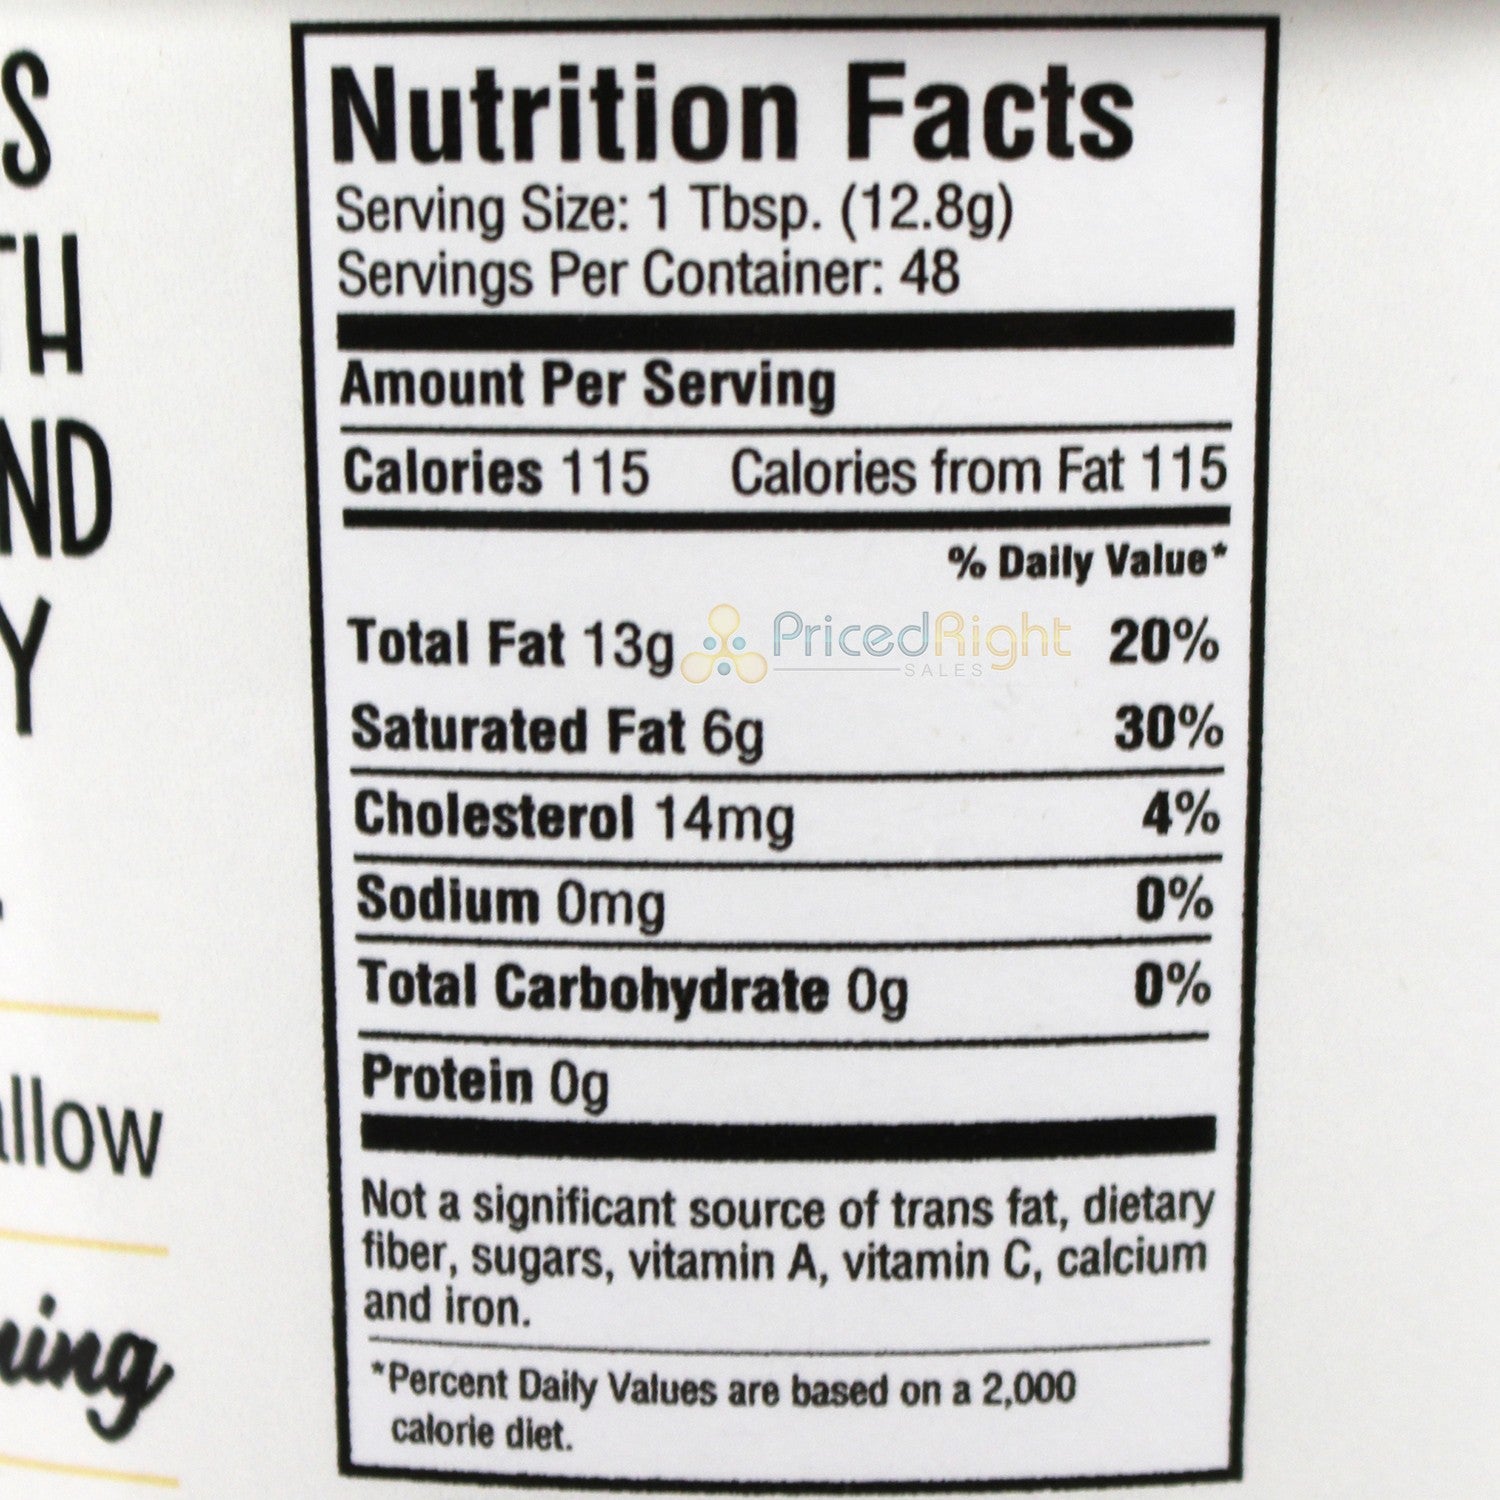 S
TH
ND
Y
allow
ning
Nutrition Facts
Serving Size: 1 Tbsp. (12.8g)
Servings Per Container: 48
Amount Per Serving
Calories 115 Calories from Fat 115
% Daily Value*
Total Fat 13g 20%
PricedRight
SALES
Saturated Fat 6g 30%
Cholesterol 14mg 4%
Sodium 0mg 0%
Total Carbohydrate 0g 0%
Protein 0g
Not a significant source of trans fat, dietary
fiber, sugars, vitamin A, vitamin C, calcium
and iron.
*Percent Daily Values are based on a 2,000
calorie diet.